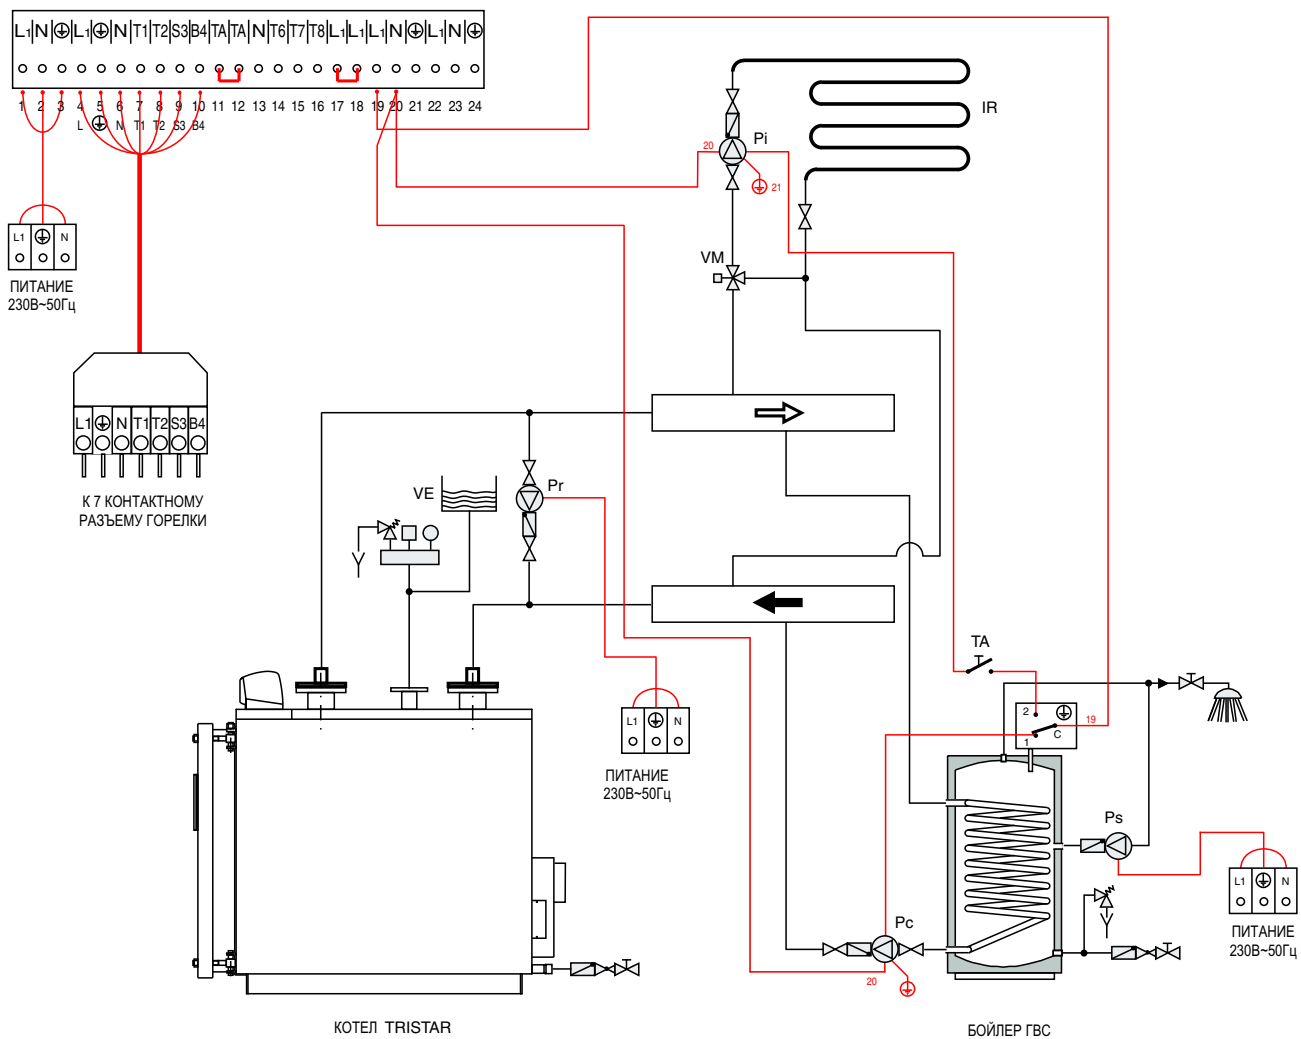 L1 N L1 N T1 T2 S3 B4 TA TA N T6 T7 T8 L1 L1 L1 N L1 N
1 2 3 4 5 6 7 8 9 10 11 12 13 14 15 16 17 18 19 20 21 22 23 24
L N T1 T2 S3 B4
L1 N
ПИТАНИЕ
230В~50Гц
L1 N T1 T2 S3 B4
К 7 КОНТАКТНОМУ
РАЗЪЕМУ ГОРЕЛКИ
IR
Pi
20
21
VM
Pr
VE
TA
L1 N
ПИТАНИЕ
230В~50Гц
2
1
C
19
Ps
L1 N
ПИТАНИЕ
230В~50Гц
Pc
20
КОТЕЛ TRISTAR
БОЙЛЕР ГВС